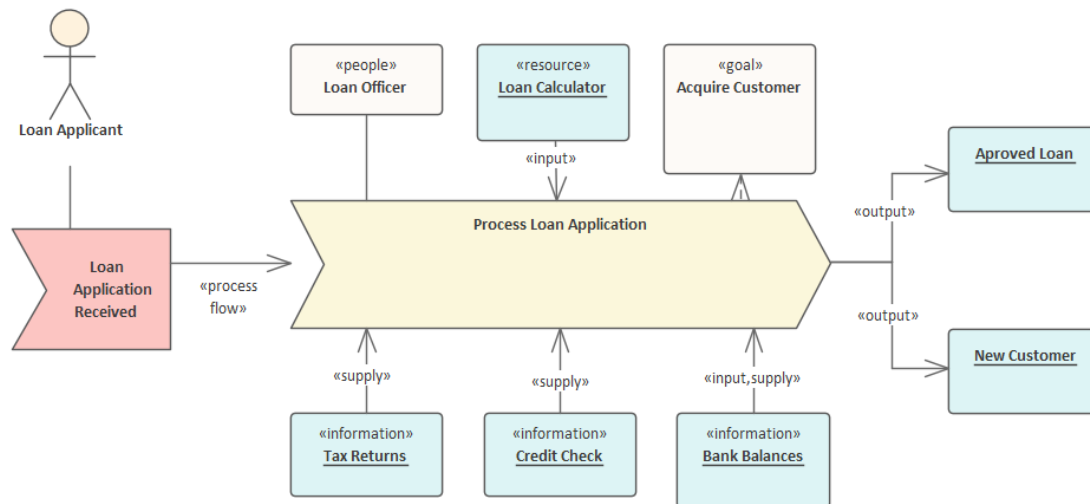 Loan Applicant
«people»
Loan Officer
«resource»
Loan Calculator
«goal»
Acquire Customer
«input»
Aproved Loan
«output»
Process Loan Application
Loan
Application
Received
«process
flow»
«output»
New Customer
«supply»
«supply»
«input,supply»
«information»
Tax Returns
«information»
Credit Check
«information»
Bank Balances